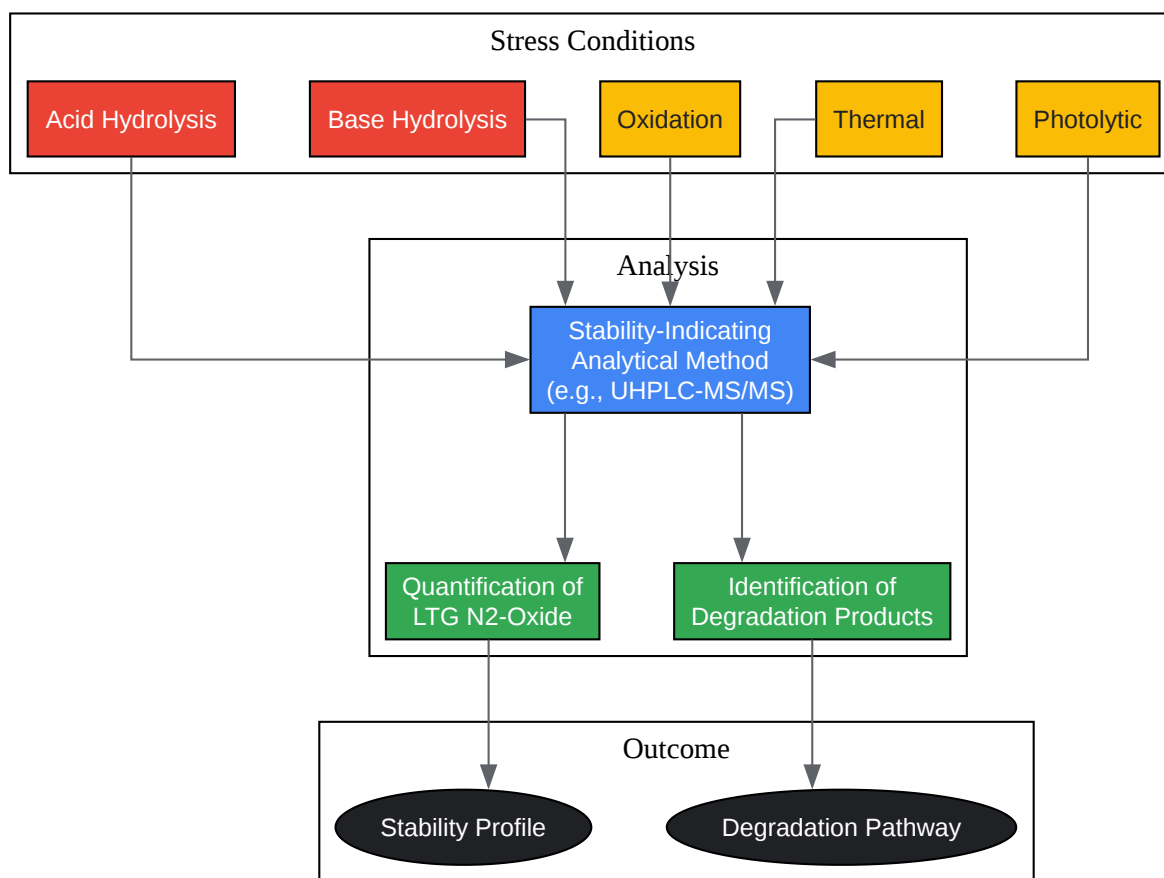 Stress Conditions
Acid Hydrolysis
Base Hydrolysis
Oxidation
Thermal
Photolytic
Analysis
Stability-Indicating
Analytical Method
(e.g., UHPLC-MS/MS)
Quantification of
LTG N2-Oxide
Identification of
Degradation Products
Outcome
Stability Profile
Degradation Pathway